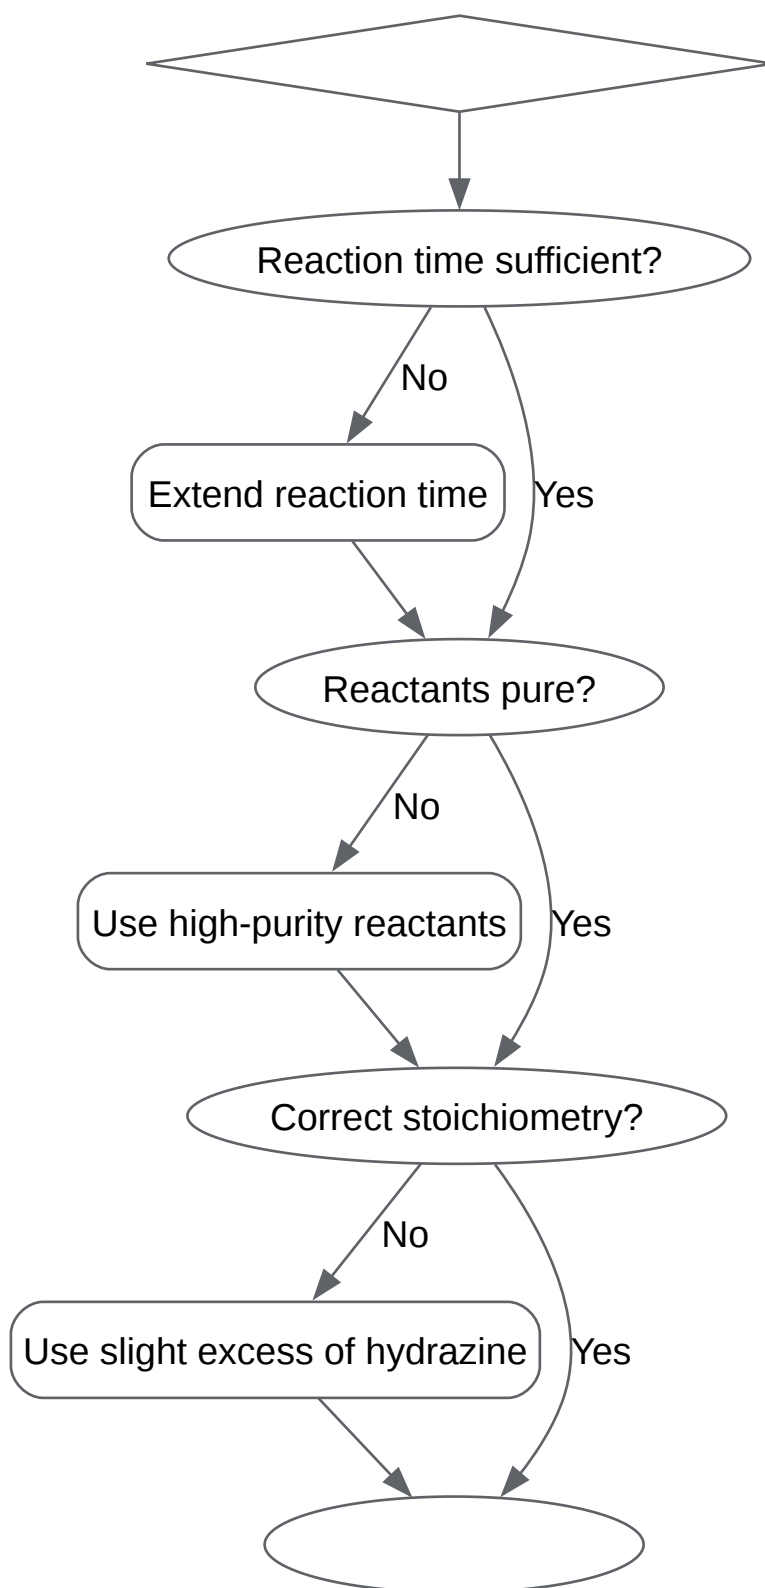 Reaction time sufficient?
No
Extend reaction time
Yes
Reactants pure?
No
Use high-purity reactants
Yes
Correct stoichiometry?
No
Use slight excess of hydrazine
Yes